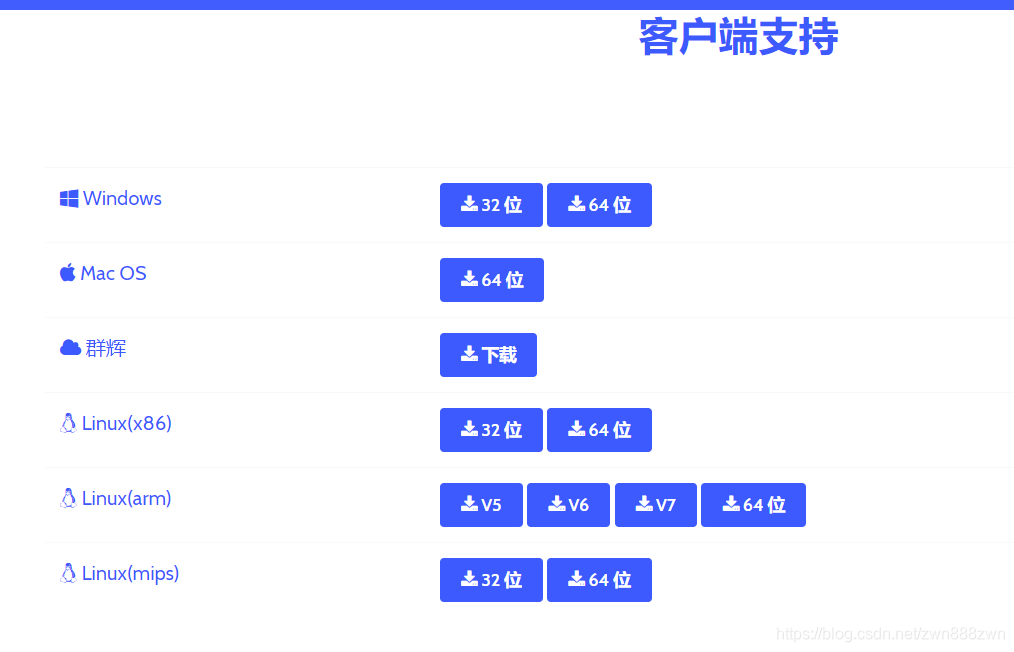 客户端支持
Windows 32 位 64 位
Mac OS 64 位
群辉 下载
Linux(x86) 32 位 64 位
Linux(arm) V5 V6 V7 64 位
Linux(mips) 32 位 64 位
https://blog.csdn.net/zwn888zwn